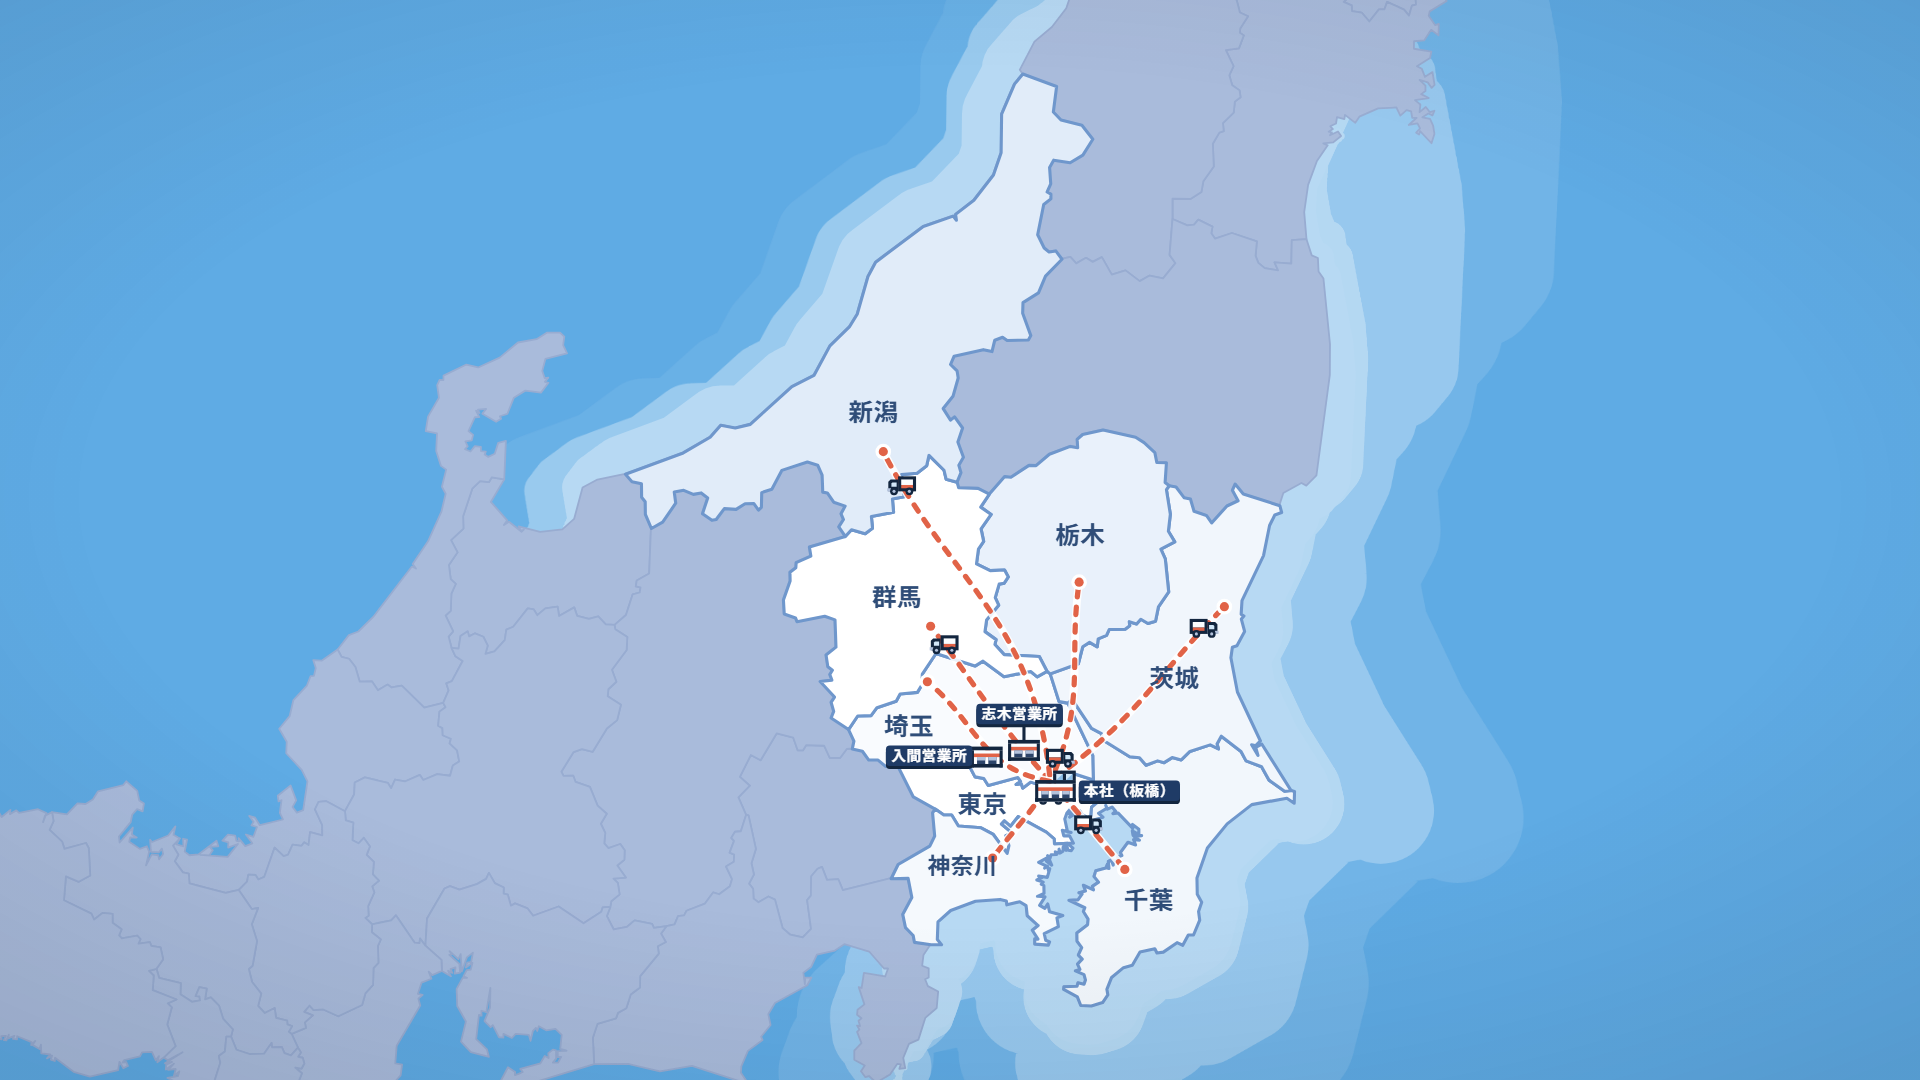 新潟
栃木
群馬
茨城
志木営業所
埼玉
入間営業所
本社（板橋）
東京
神奈川
千葉